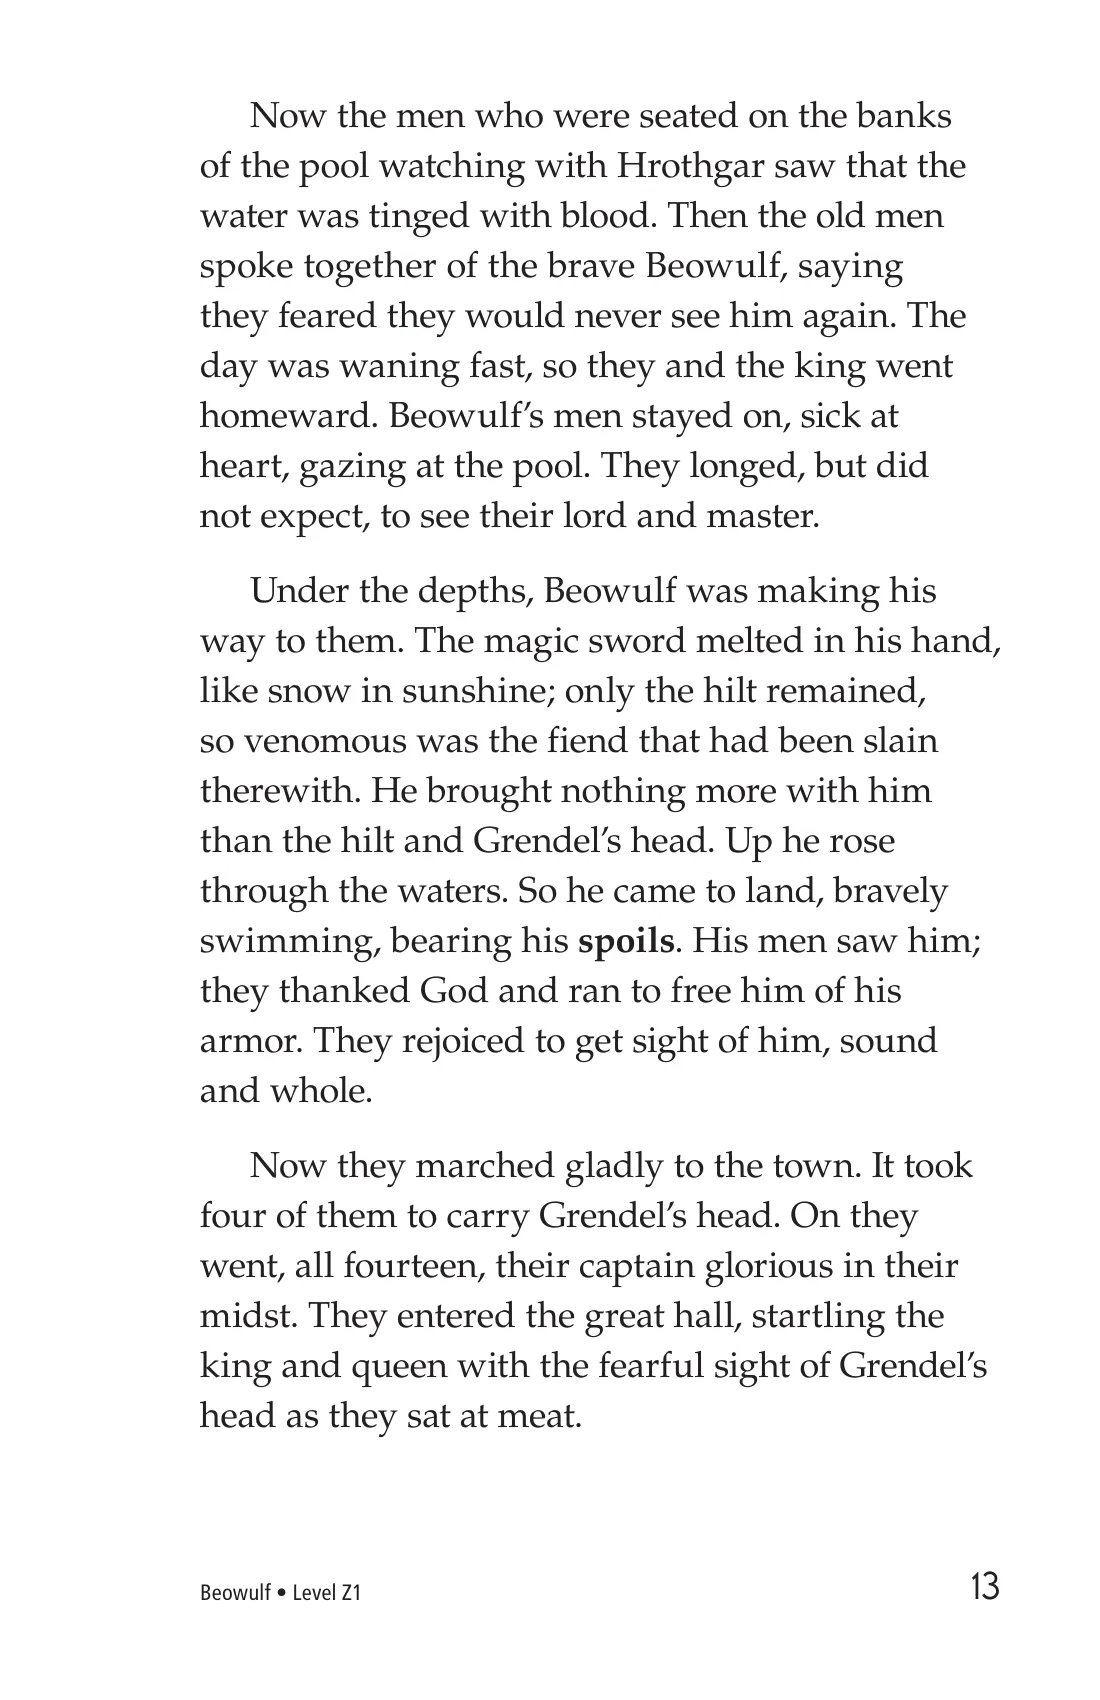 Now the men who were seated on the banks
of the pool watching with Hrothgar saw that the
water was tinged with blood. Then the old men
spoke together of the brave Beowulf, saying
they feared they would never see him again. The
day was waning fast, so they and the king went
homeward. Beowulf’s men stayed on, sick at
heart, gazing at the pool. They longed, but did
not expect, to see their lord and master.
Under the depths, Beowulf was making his
way to them. The magic sword melted in his hand,
like snow in sunshine; only the hilt remained,
so venomous was the fiend that had been slain
therewith. He brought nothing more with him
than the hilt and Grendel’s head. Up he rose
through the waters. So he came to land, bravely
swimming, bearing his spoils. His men saw him;
they thanked God and ran to free him of his
armor. They rejoiced to get sight of him, sound
and whole.
Now they marched gladly to the town. It took
four of them to carry Grendel’s head. On they
went, all fourteen, their captain glorious in their
midst. They entered the great hall, startling the
king and queen with the fearful sight of Grendel’s
head as they sat at meat.
Beowulf • Level Z1 13